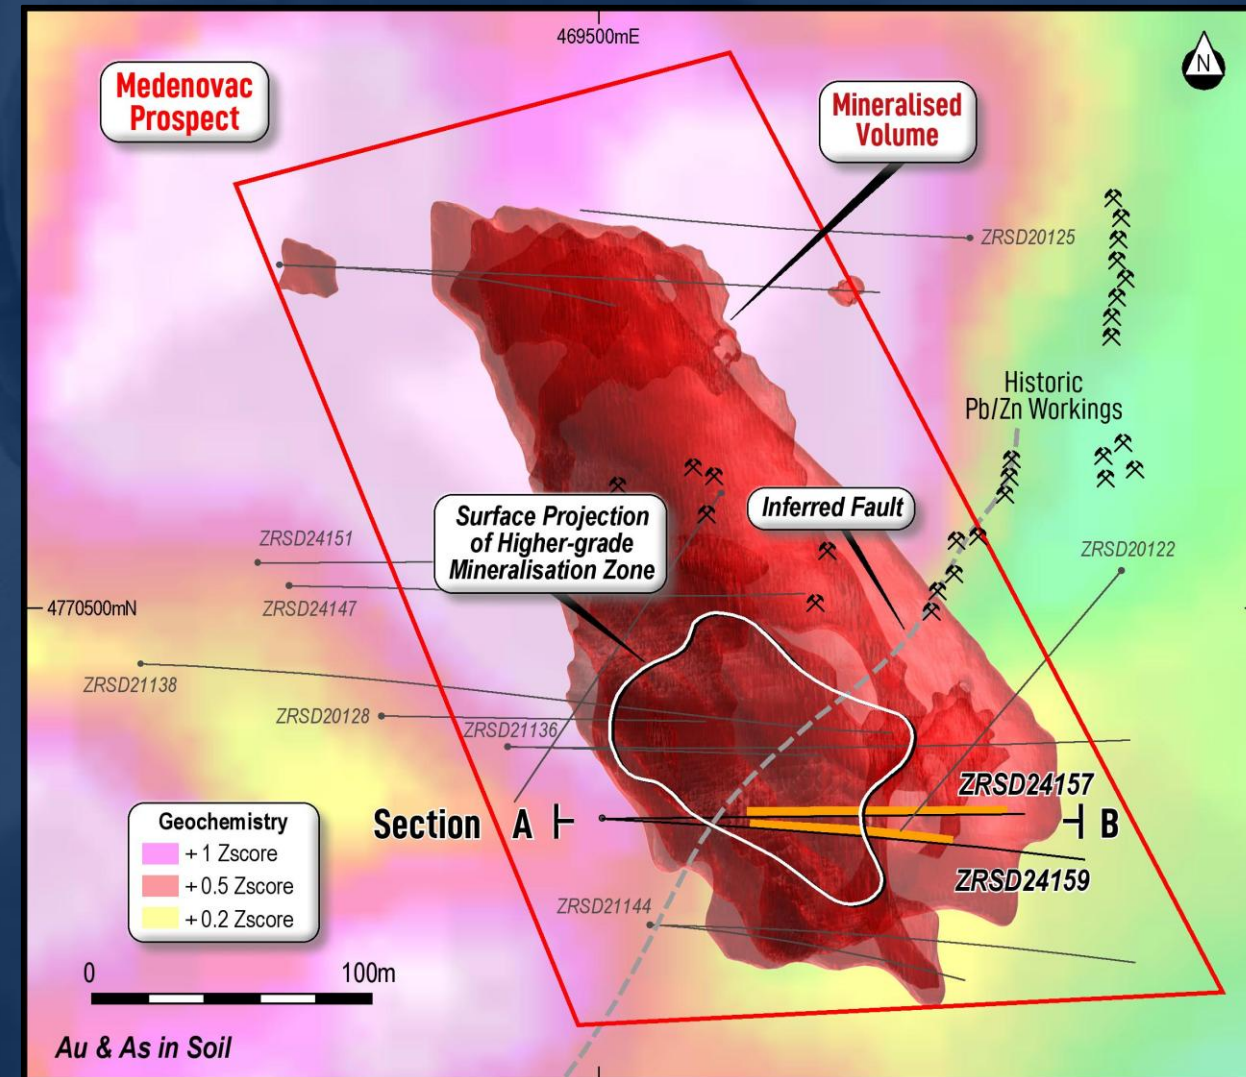 469500mE
N
Medenovac
Prospect
Mineralised
Volume
ZRSD20125
Historic
Pb/Zn Workings
Surface Projection
of Higher-grade
Mineralisation Zone
Inferred Fault
ZRSD20122
ZRSD24151
ZRSD24147
4770500mN
ZRSD21138
ZRSD20128
ZRSD21136
ZRSD24157
Section A
B
ZRSD24159
ZRSD21144
Geochemistry
+ 1 Zscore
+ 0.5 Zscore
+ 0.2 Zscore
0 100m
Au & As in Soil